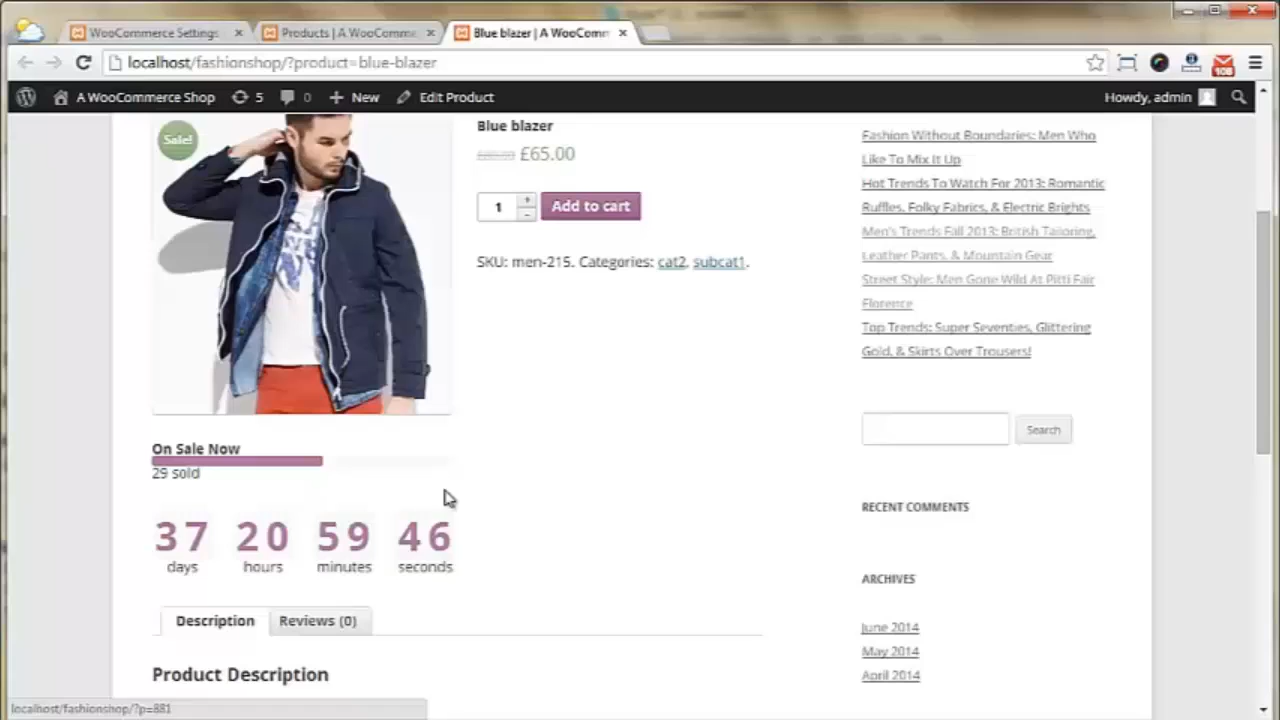 WooCommerce Settings
Products | A WooComme
Blue blazer | A WooComm
localhost/fashionshop/?product=blue-blazer
108
A WooCommerce Shop
5
0
New
Edit Product
Howdy, admin
Sale!
Blue blazer
£65.00
1
Add to cart
SKU: men-215. Categories: cat2, subcat1.
On Sale Now
29 sold
37 20 59 46
days hours minutes seconds
Description
Reviews (0)
Product Description
Fashion Without Boundaries: Men Who
Like To Mix It Up
Hot Trends To Watch For 2013: Romantic
Ruffles, Folky Fabrics, & Electric Brights
Men's Trends Fall 2013: British Tailoring,
Leather Pants, & Mountain Gear
Street Style: Men Gone Wild At Pitti Fair
Florence
Top Trends: Super Seventies, Glittering
Gold, & Skirts Over Trousers!
Search
RECENT COMMENTS
ARCHIVES
June 2014
May 2014
April 2014
localhost/fashionshop/?p=881